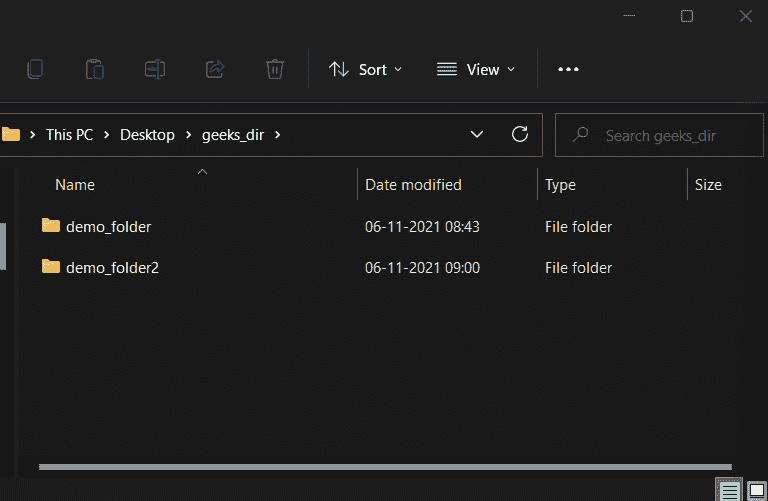 Sort View
This PC Desktop geeks_dir Search geeks_dir
Name Date modified Type Size
demo_folder 06-11-2021 08:43 File folder
demo_folder2 06-11-2021 09:00 File folder